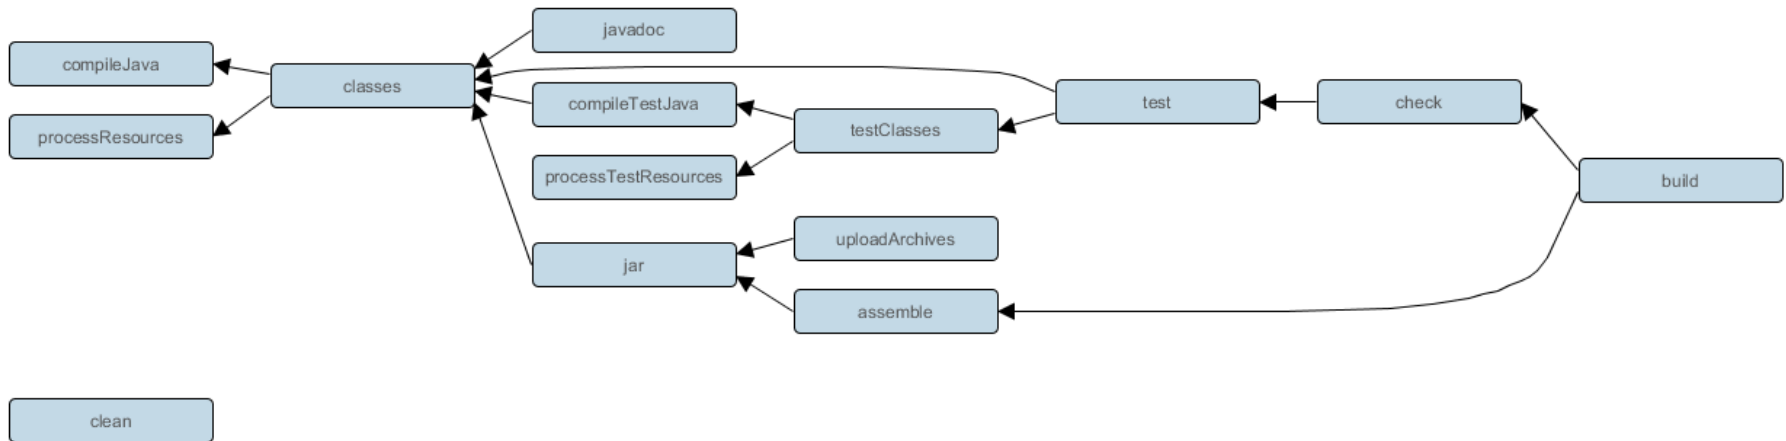 javadoc
compileJava
classes
compileTestJava
test
check
testClasses
processResources
processTestResources
build
uploadArchives
jar
assemble
clean